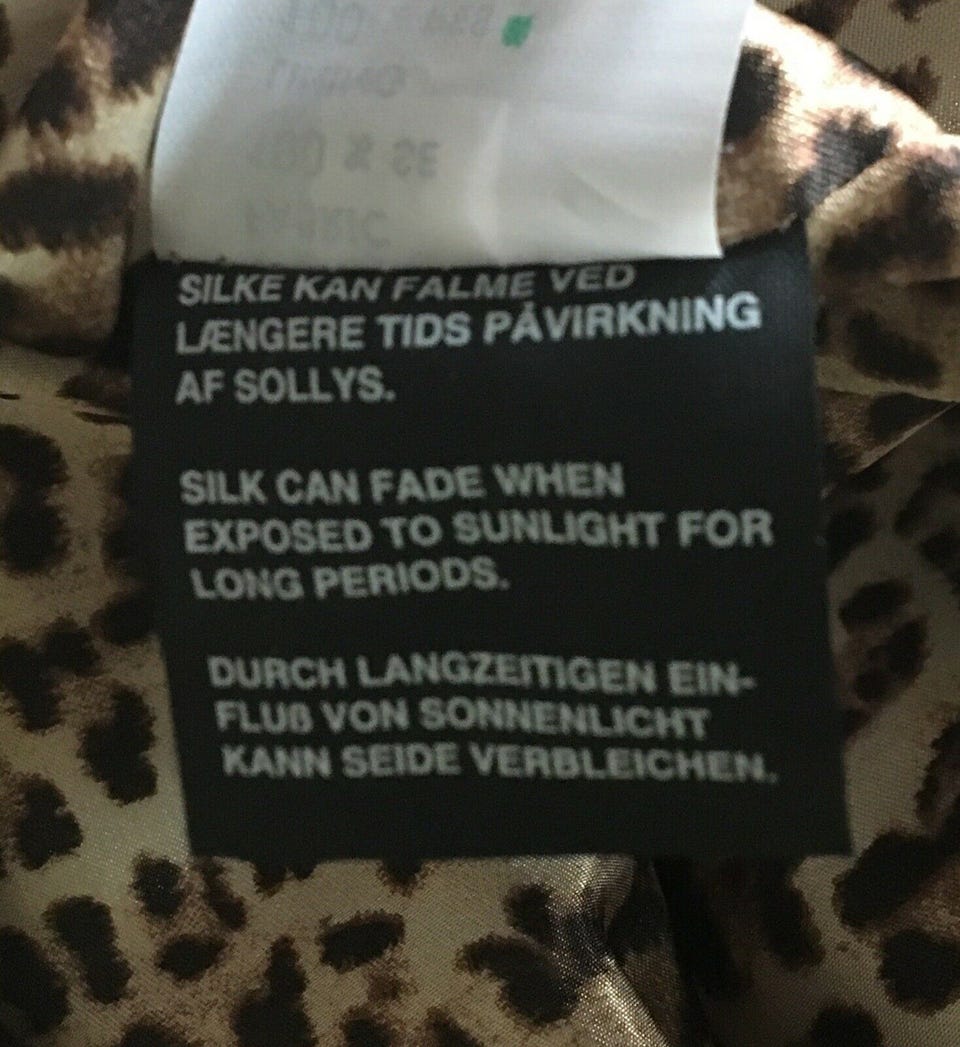 SILKE KAN FALME VED
LÆNGERE TIDS PÅVIRKNING
AF SOLLYS.
SILK CAN FADE WHEN
EXPOSED TO SUNLIGHT FOR
LONG PERIODS.
DURCH LANGZEITIGEN EIN-
FLUß VON SONNENLICHT
KANN SEIDE VERBLEICHEN.